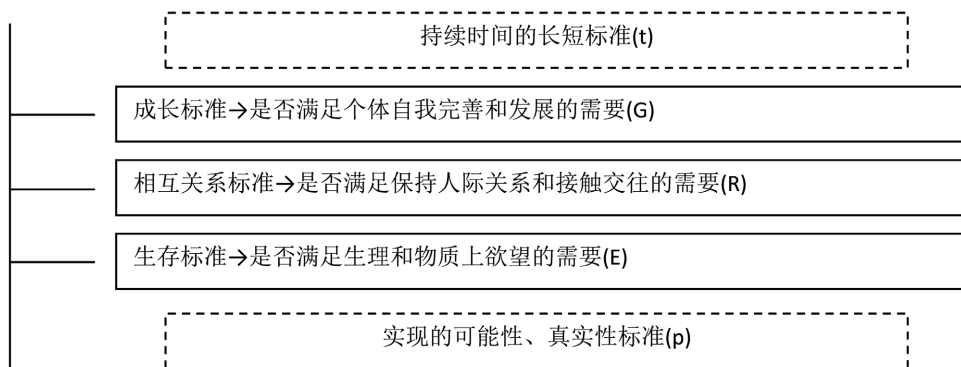 持续时间的长短标准(t)
成长标准→是否满足个体自我完善和发展的需要(G)
相互关系标准→是否满足保持人际关系和接触交往的需要(R)
生存标准→是否满足生理和物质上欲望的需要(E)
实现的可能性、真实性标准(p)